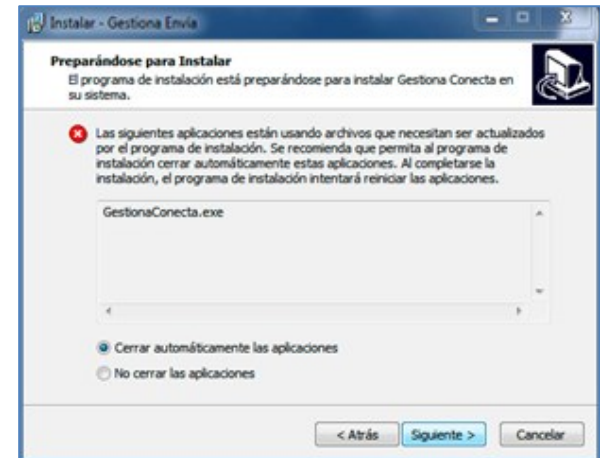 Instalar - Gestiona Envía
Preparándose para Instalar
El programa de instalación está preparándose para instalar Gestiona Conecta en
su sistema.
Las siguientes aplicaciones están usando archivos que necesitan ser actualizados
por el programa de instalación. Se recomienda que permita al programa de
instalación cerrar automáticamente estas aplicaciones. Al completarse la
instalación, el programa de instalación intentará reiniciar las aplicaciones.
GestionaConecta.exe
Cerrar automáticamente las aplicaciones
No cerrar las aplicaciones
< Atrás Siguiente > Cancelar